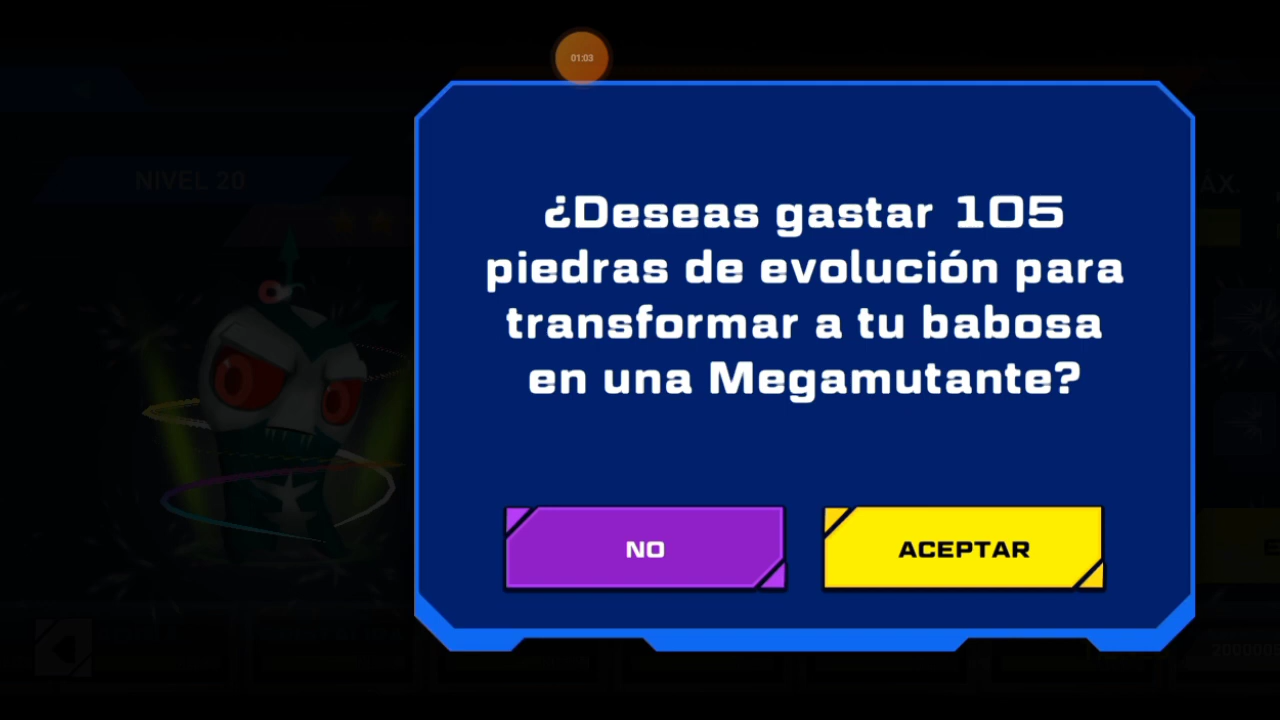 01:03
NIVEL 20
ÁX.
¿Deseas gastar 105
piedras de evolución para
transformar a tu babosa
en una Megamutante?
NO
ACEPTAR